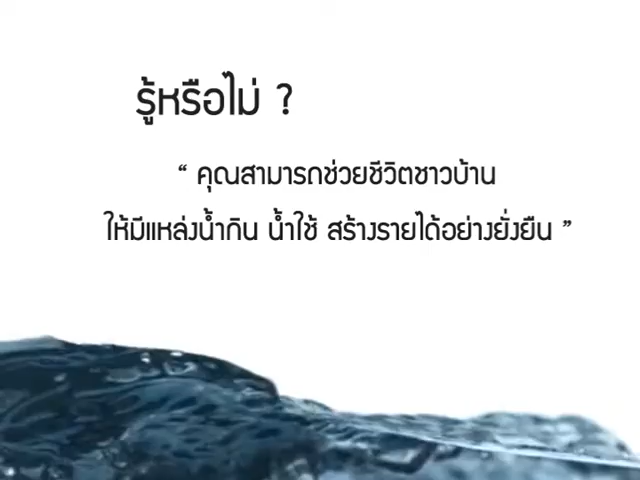 รู้หรือไม่ ?
“ คุณสามารถช่วยชีวิตชาวบ้าน
ให้มีแหล่งน้ำกิน น้ำใช้ สร้างรายได้อย่างยั่งยืน ”